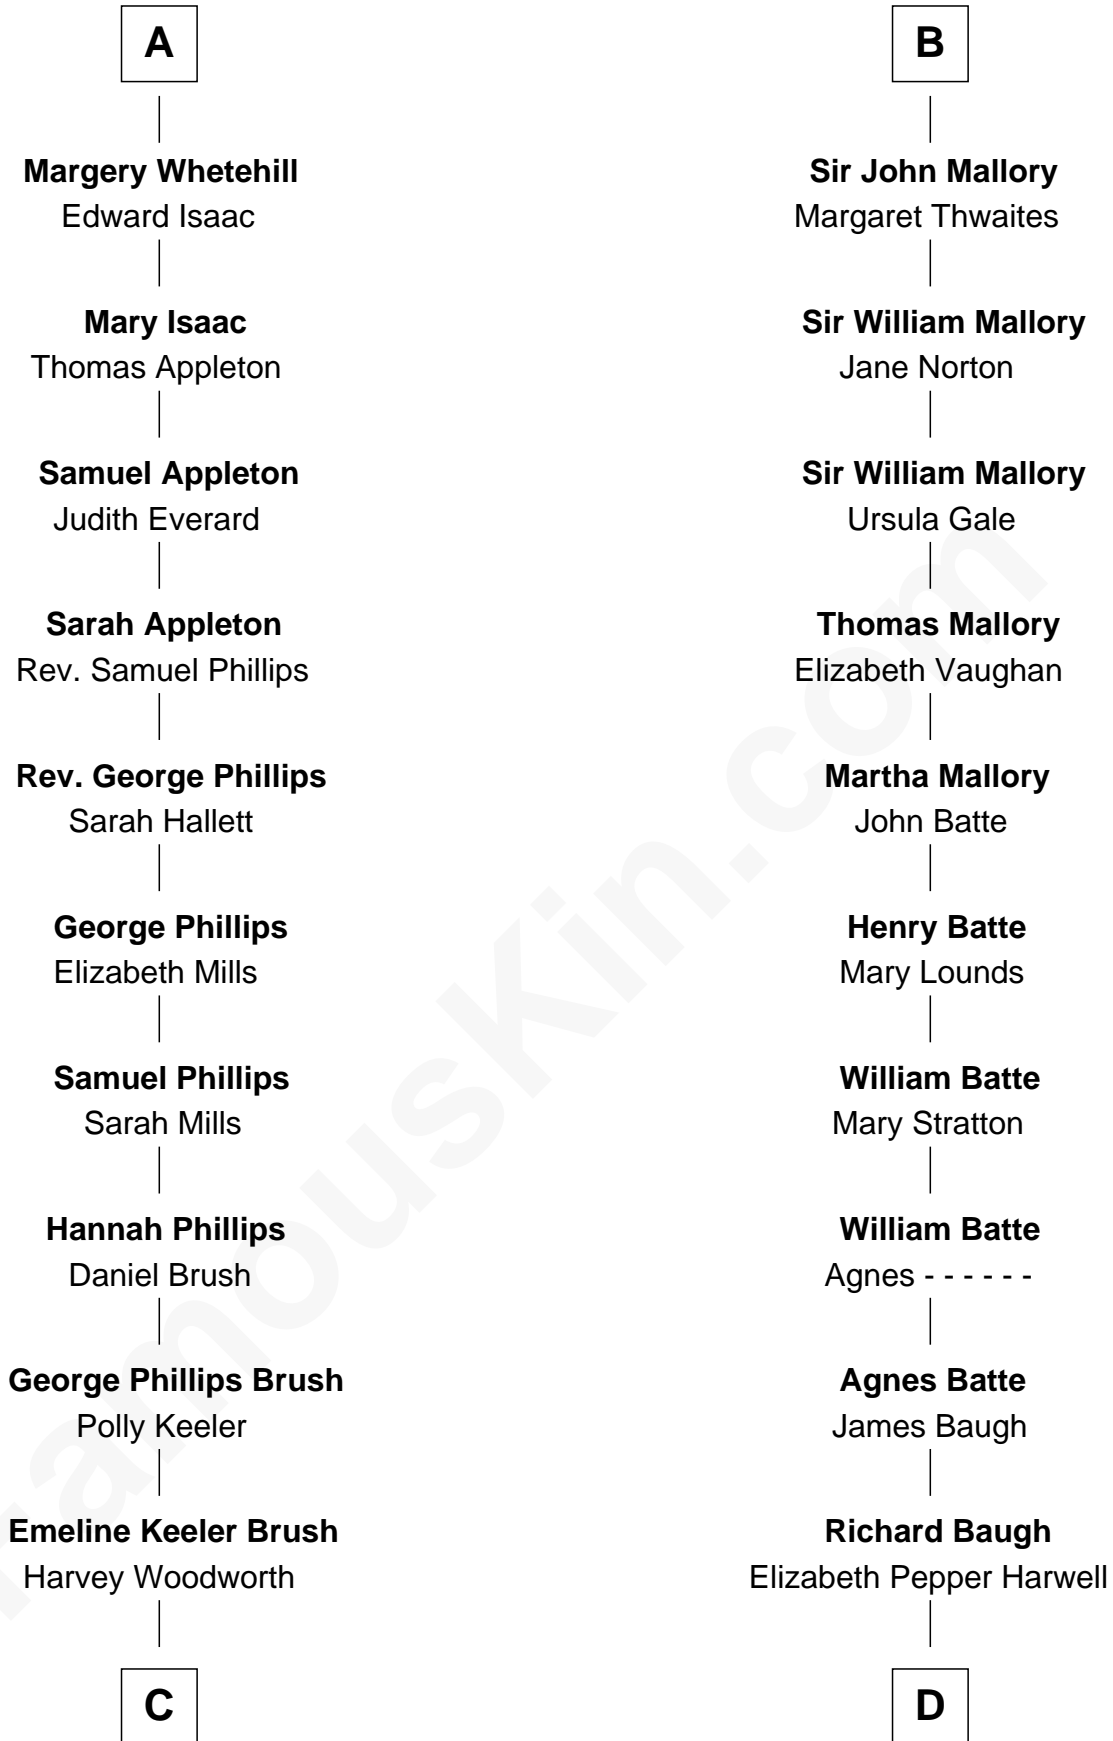 A
Margery Whetehill
Edward Isaac
Mary Isaac
Thomas Appleton
Samuel Appleton
Judith Everard
Sarah Appleton
Rev. Samuel Phillips
Rev. George Phillips
Sarah Hallett
George Phillips
Elizabeth Mills
Samuel Phillips
Sarah Mills
Hannah Phillips
Daniel Brush
George Phillips Brush
Polly Keeler
Emeline Keeler Brush
Harvey Woodworth
C
B
Sir John Mallory
Margaret Thwaites
Sir William Mallory
Jane Norton
Sir William Mallory
Ursula Gale
Thomas Mallory
Elizabeth Vaughan
Martha Mallory
John Batte
Henry Batte
Mary Lounds
William Batte
Mary Stratton
William Batte
Agnes - - - - - -
Agnes Batte
James Baugh
Richard Baugh
Elizabeth Pepper Harwell
D
FamousKin.com